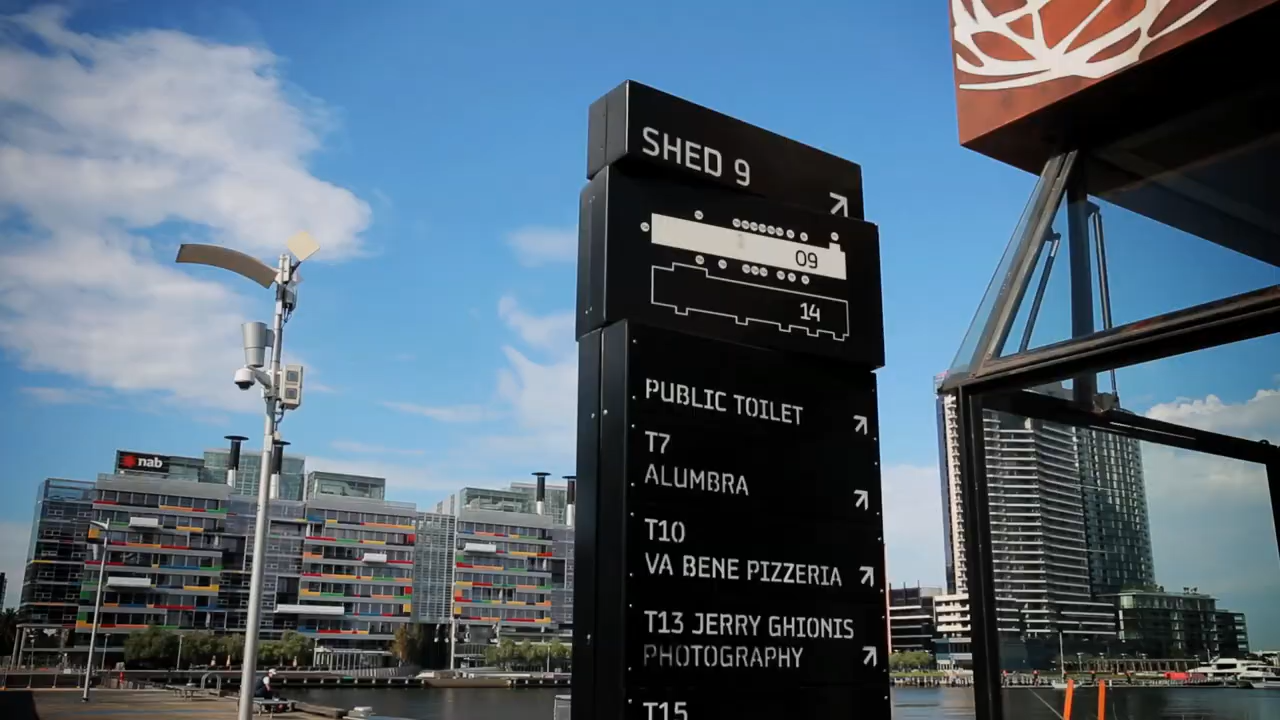 SHED 9
09
14
PUBLIC TOILET
T7
ALUMBRA
T10
VA BENE PIZZERIA
T13 JERRY GHIONIS
PHOTOGRAPHY
T15
nab